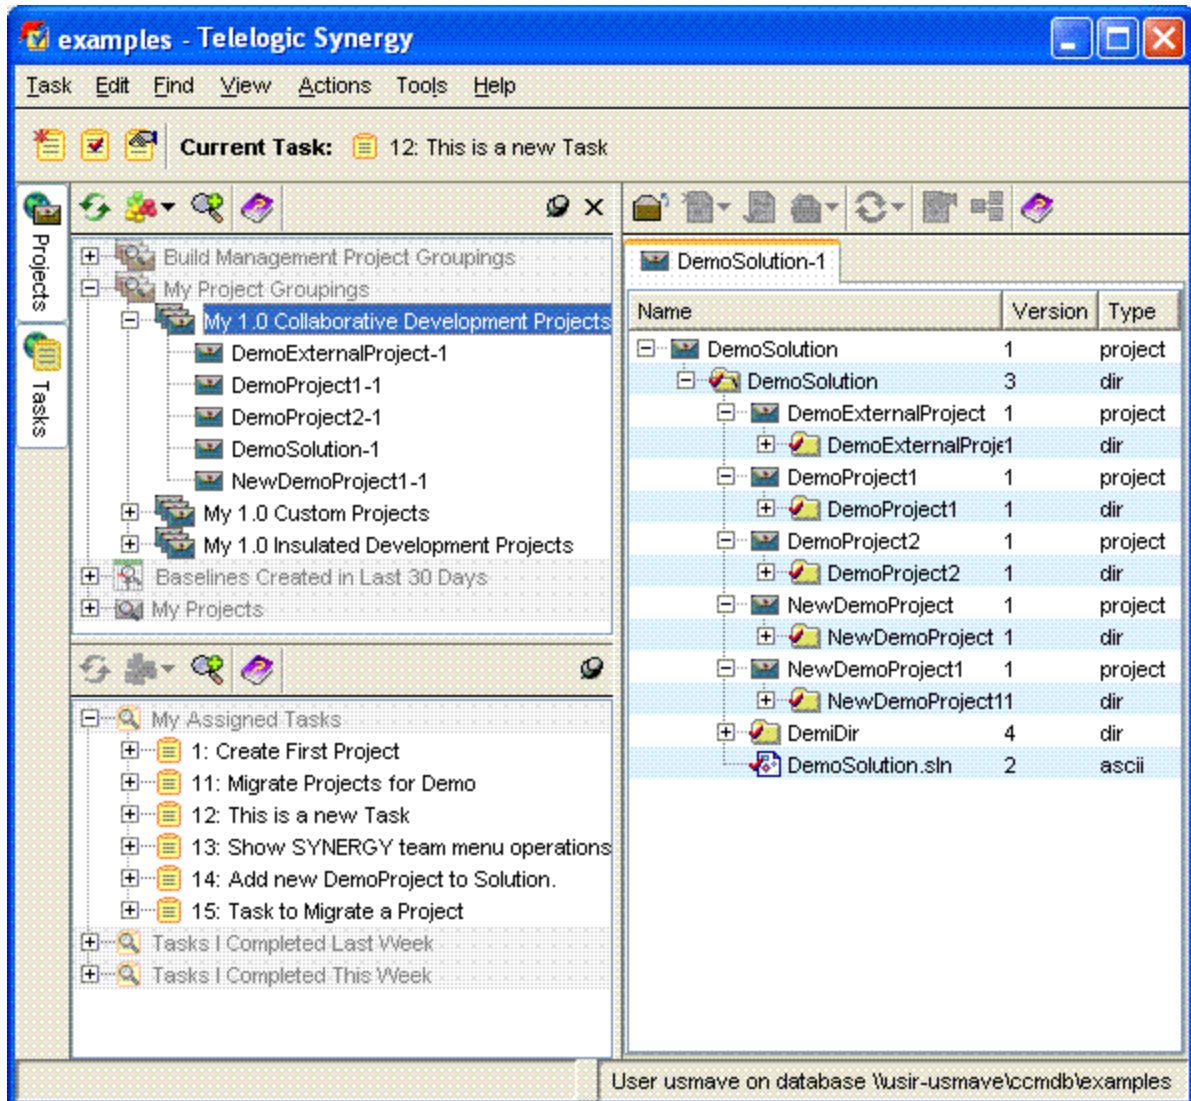 examples - Telelogic Synergy
Task Edit Find View Actions Tools Help
Current Task: 12: This is a new Task
Projects
Tasks
Build Management Project Groupings
My Project Groupings
My 1.0 Collaborative Development Projects
DemoExternalProject-1
DemoProject1-1
DemoProject2-1
DemoSolution-1
NewDemoProject1-1
My 1.0 Custom Projects
My 1.0 Insulated Development Projects
Baselines Created in Last 30 Days
My Projects
My Assigned Tasks
1: Create First Project
11: Migrate Projects for Demo
12: This is a new Task
13: Show SYNERGY team menu operations
14: Add new DemoProject to Solution.
15: Task to Migrate a Project
Tasks I Completed Last Week
Tasks I Completed This Week
DemoSolution-1
Name Version Type
DemoSolution 1 project
DemoSolution 3 dir
DemoExternalProject 1 project
DemoExternalProje 1 dir
DemoProject1 1 project
DemoProject1 1 dir
DemoProject2 1 project
DemoProject2 1 dir
NewDemoProject 1 project
NewDemoProject 1 dir
NewDemoProject1 1 project
NewDemoProject1 1 dir
DemiDir 4 dir
DemoSolution.sln 2 ascii
User usmave on database \\usir-usmave\ccmdb\examples